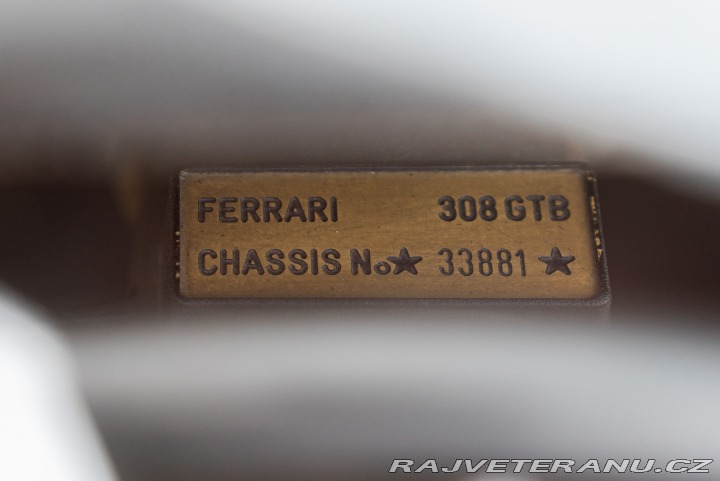 FERRARI 308 GTB
CHASSIS No★ 33881 ★
RAJVETERANU.CZ